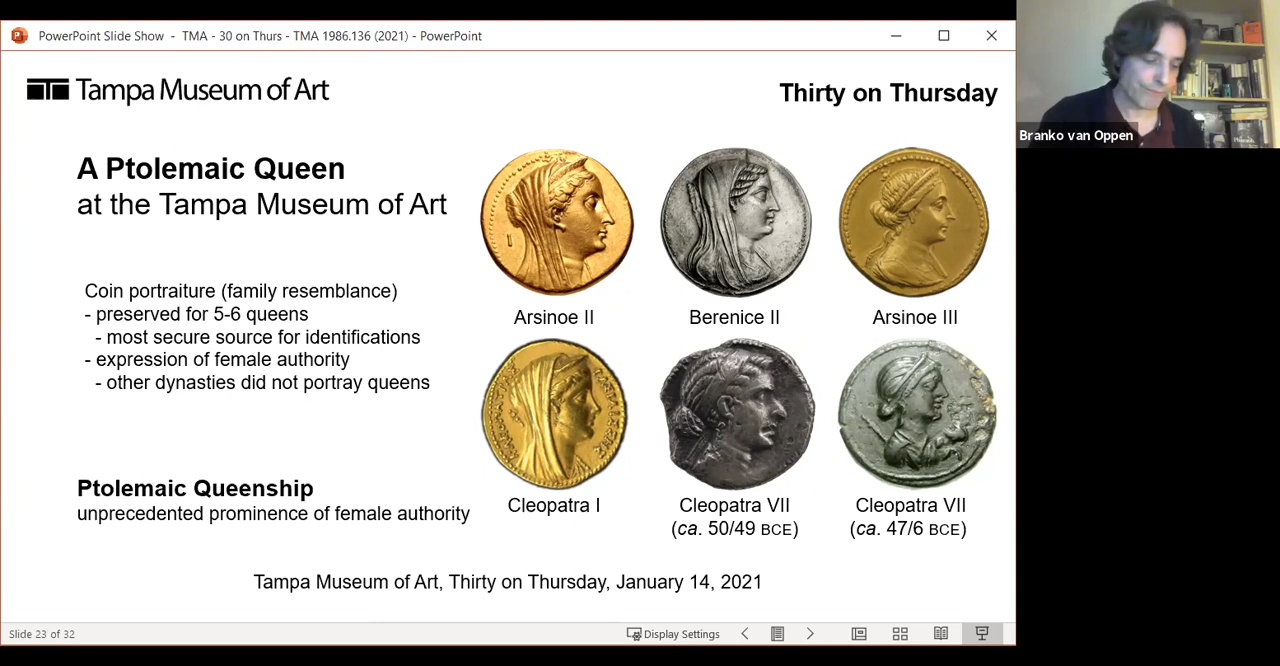 PowerPoint Slide Show - TMA - 30 on Thurs - TMA 1986.136 (2021) - PowerPoint
Tampa Museum of Art
Thirty on Thursday
Branko van Oppen
A Ptolemaic Queen
at the Tampa Museum of Art
Coin portraiture (family resemblance)
- preserved for 5-6 queens
- most secure source for identifications
- expression of female authority
- other dynasties did not portray queens
Arsinoe II
Berenice II
Arsinoe III
Cleopatra I
Cleopatra VII
(ca. 50/49 BCE)
Cleopatra VII
(ca. 47/6 BCE)
Ptolemaic Queenship
unprecedented prominence of female authority
Tampa Museum of Art, Thirty on Thursday, January 14, 2021
Slide 23 of 32
Display Settings